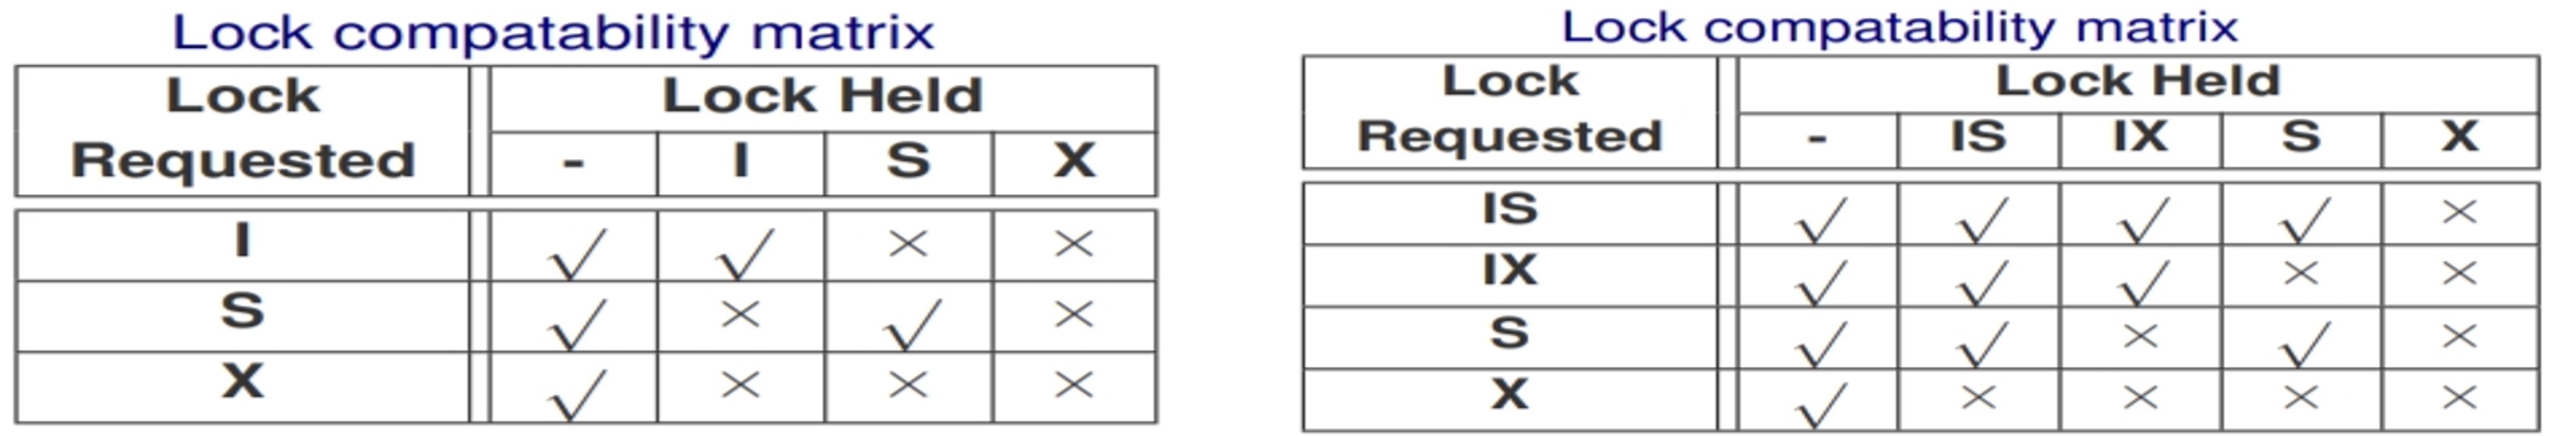 Lock compatability matrix
Lock Requested Lock Held
- I S X
I √ √ × ×
S √ × √ ×
X √ × × ×
Lock compatability matrix
Lock Requested Lock Held
- IS IX S X
IS √ √ √ √ ×
IX √ √ √ × ×
S √ √ × √ ×
X √ × × × ×